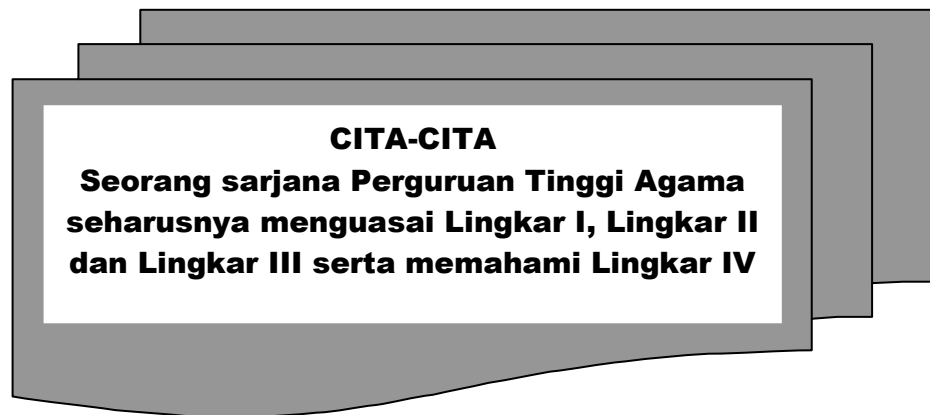 CITA-CITA
Seorang sarjana Perguruan Tinggi Agama
seharusnya menguasai Lingkar I, Lingkar II
dan Lingkar III serta memahami Lingkar IV